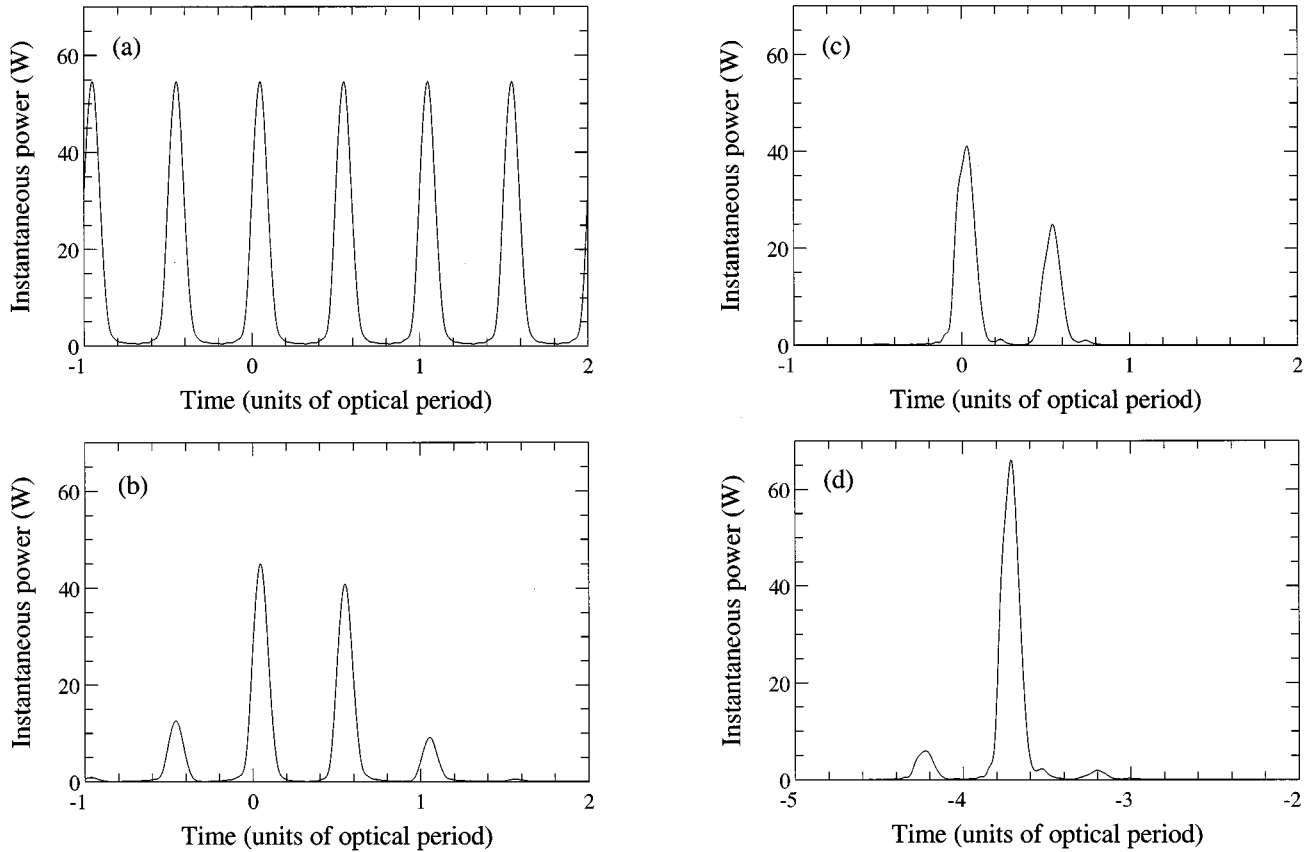 (a)
Instantaneous power (W)
60
40
20
0
-1 0 1 2
Time (units of optical period)
(b)
Instantaneous power (W)
60
40
20
0
-1 0 1 2
Time (units of optical period)
(c)
Instantaneous power (W)
60
40
20
0
-1 0 1 2
Time (units of optical period)
(d)
Instantaneous power (W)
60
40
20
0
-5 -4 -3 -2
Time (units of optical period)